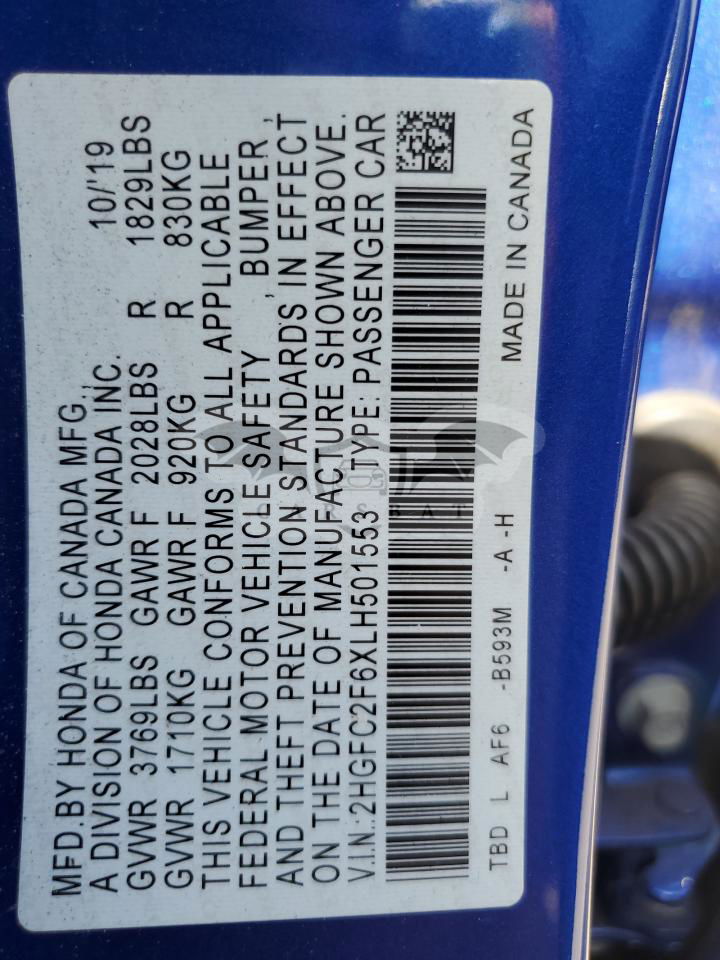 MFD.BY HONDA OF CANADA MFG., 10/'19
A DIVISION OF HONDA CANADA INC.
GVWR 3769LBS GAWR F 2028LBS R 1829LBS
GVWR 1710KG GAWR F 920KG R 830KG
THIS VEHICLE CONFORMS TO ALL APPLICABLE
FEDERAL MOTOR VEHICLE SAFETY , BUMPER ,
AND THEFT PREVENTION STANDARDS IN EFFECT
ON THE DATE OF MANUFACTURE SHOWN ABOVE.
V.I.N.:2HGFC2F6XLH501553 TYPE: PASSENGER CAR
TBD L AF6 -B593M -A -H MADE IN CANADA